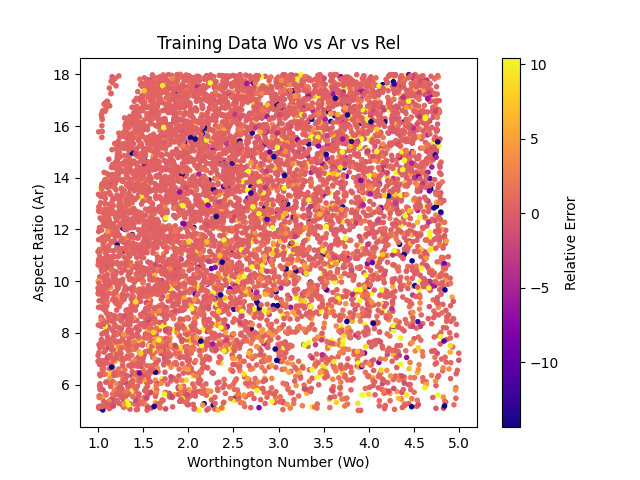 Training Data Wo vs Ar vs Rel
18
16
14
12
10
8
6
Aspect Ratio (Ar)
1.0 1.5 2.0 2.5 3.0 3.5 4.0 4.5 5.0
Worthington Number (Wo)
10
5
0
−5
−10
Relative Error